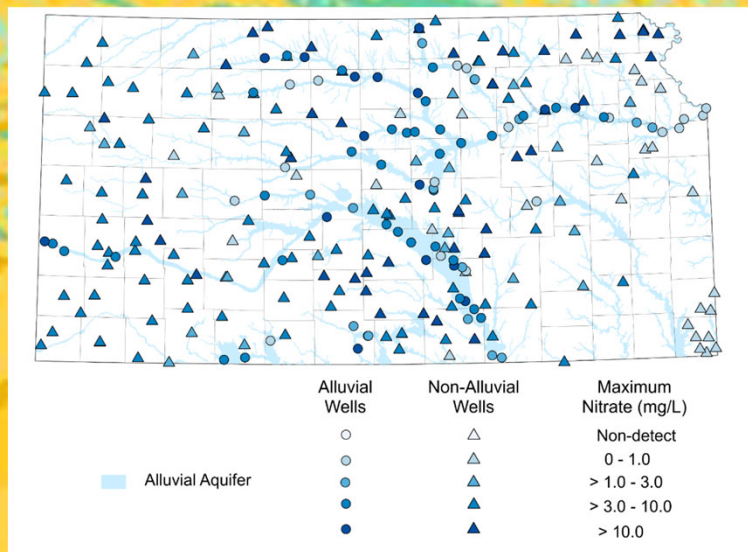 Alluvial Wells
Non-Alluvial Wells
Maximum Nitrate (mg/L)
Non-detect
0 - 1.0
> 1.0 - 3.0
> 3.0 - 10.0
> 10.0
Alluvial Aquifer